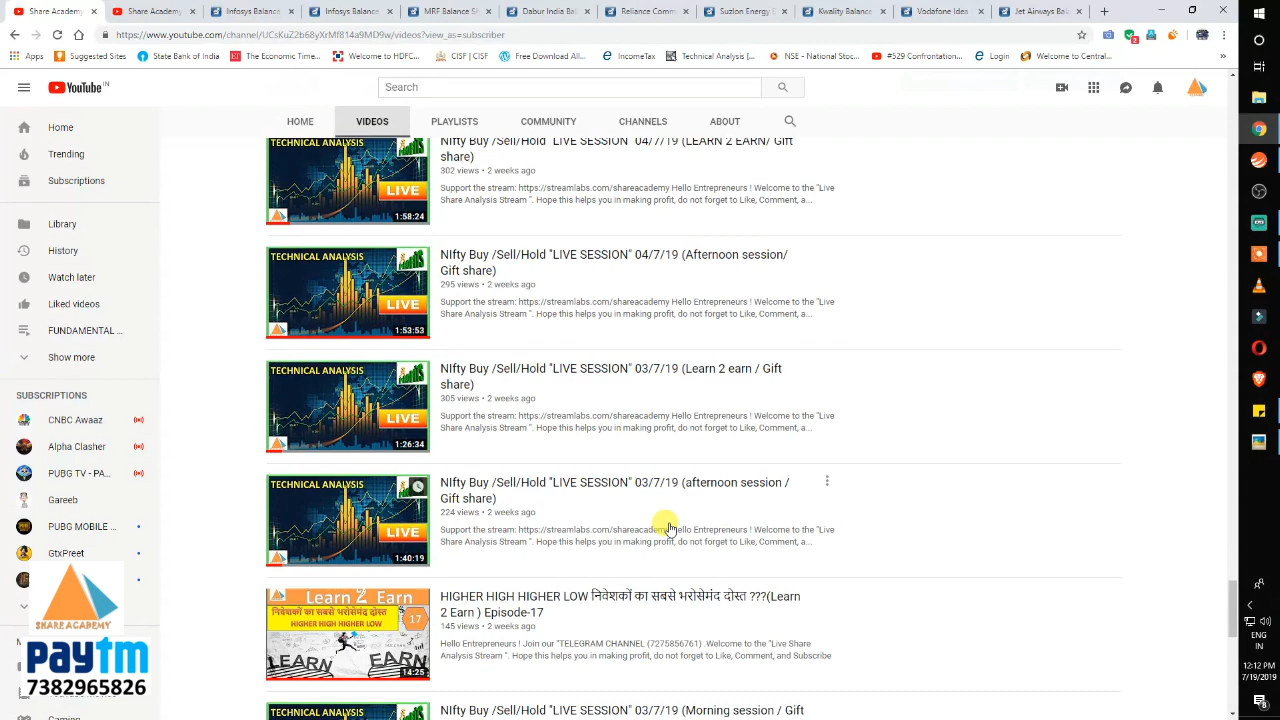 Share Academy
Share Academy
Infosys Balance
Infosys Balance
MRF Balance S
Dabur India Bala
Reliance Comm
Suzlon Energy
Kwality Balance
Vodafone Idea
Jet Airways Bala
https://www.youtube.com/channel/UCsKuZ2b68yXrMf814a9MD9w/videos?view_as=subscriber
Apps
Suggested Sites
State Bank of India
The Economic Time...
Welcome to HDFC...
CISF | CISF
Free Download All...
IncomeTax
Technical Analysis [...
NSE - National Stoc...
#529 Confrontation...
Login
Welcome to Central...
»
YouTube IN
Search
HOME
VIDEOS
PLAYLISTS
COMMUNITY
CHANNELS
ABOUT
Home
Trending
Subscriptions
Library
History
Watch later
Liked videos
FUNDAMENTAL ...
Show more
SUBSCRIPTIONS
CNBC Awaaz
Alpha Clasher
PUBG TV - PA...
Gareeb
PUBG MOBILE ...
GtxPreet
SHARE ACADEMY
paytm
7382965826
TECHNICAL ANALYSIS
LIVE
1:58:24
NIfty Buy /Sell/Hold "LIVE SESSION" 04/7/19 (LEARN 2 EARN/ Gift
share)
302 views • 2 weeks ago
Support the stream: https://streamlabs.com/shareacademy Hello Entrepreneurs ! Welcome to the "Live
Share Analysis Stream ". Hope this helps you in making profit, do not forget to Like, Comment, a...
TECHNICAL ANALYSIS
LIVE
1:53:53
NIfty Buy /Sell/Hold "LIVE SESSION" 04/7/19 (Afternoon session/
Gift share)
295 views • 2 weeks ago
Support the stream: https://streamlabs.com/shareacademy Hello Entrepreneurs ! Welcome to the "Live
Share Analysis Stream ". Hope this helps you in making profit, do not forget to Like, Comment, a...
TECHNICAL ANALYSIS
LIVE
1:26:34
NIfty Buy /Sell/Hold "LIVE SESSION" 03/7/19 (Learn 2 earn / Gift
share)
305 views • 2 weeks ago
Support the stream: https://streamlabs.com/shareacademy Hello Entrepreneurs ! Welcome to the "Live
Share Analysis Stream ". Hope this helps you in making profit, do not forget to Like, Comment, a...
TECHNICAL ANALYSIS
LIVE
1:40:19
NIfty Buy /Sell/Hold "LIVE SESSION" 03/7/19 (afternoon session /
Gift share)
224 views • 2 weeks ago
Support the stream: https://streamlabs.com/shareacademy Hello Entrepreneurs ! Welcome to the "Live
Share Analysis Stream ". Hope this helps you in making profit, do not forget to Like, Comment, a...
Learn 2 Earn
निवेशकों का सबसे भरोसेमंद दोस्त
HIGHER HIGH HIGHER LOW
17
LEARN
EARN
14:25
HIGHER HIGH HIGHER LOW निवेशकों का सबसे भरोसेमंद दोस्त ???(Learn
2 Earn ) Episode-17
145 views • 2 weeks ago
Hello Entrepreneurs ! Join our "TELEGRAM CHANNEL (7275856761) .Welcome to the "Live Share
Analysis Stream ". Hope this helps you in making profit, do not forget to Like, Comment, and Subscribe
TECHNICAL ANALYSIS
NIfty Buy /Sell/Hold "LIVE SESSION" 03/7/19 (Morning session / Gift
ENG
IN
12:12 PM
7/19/2019